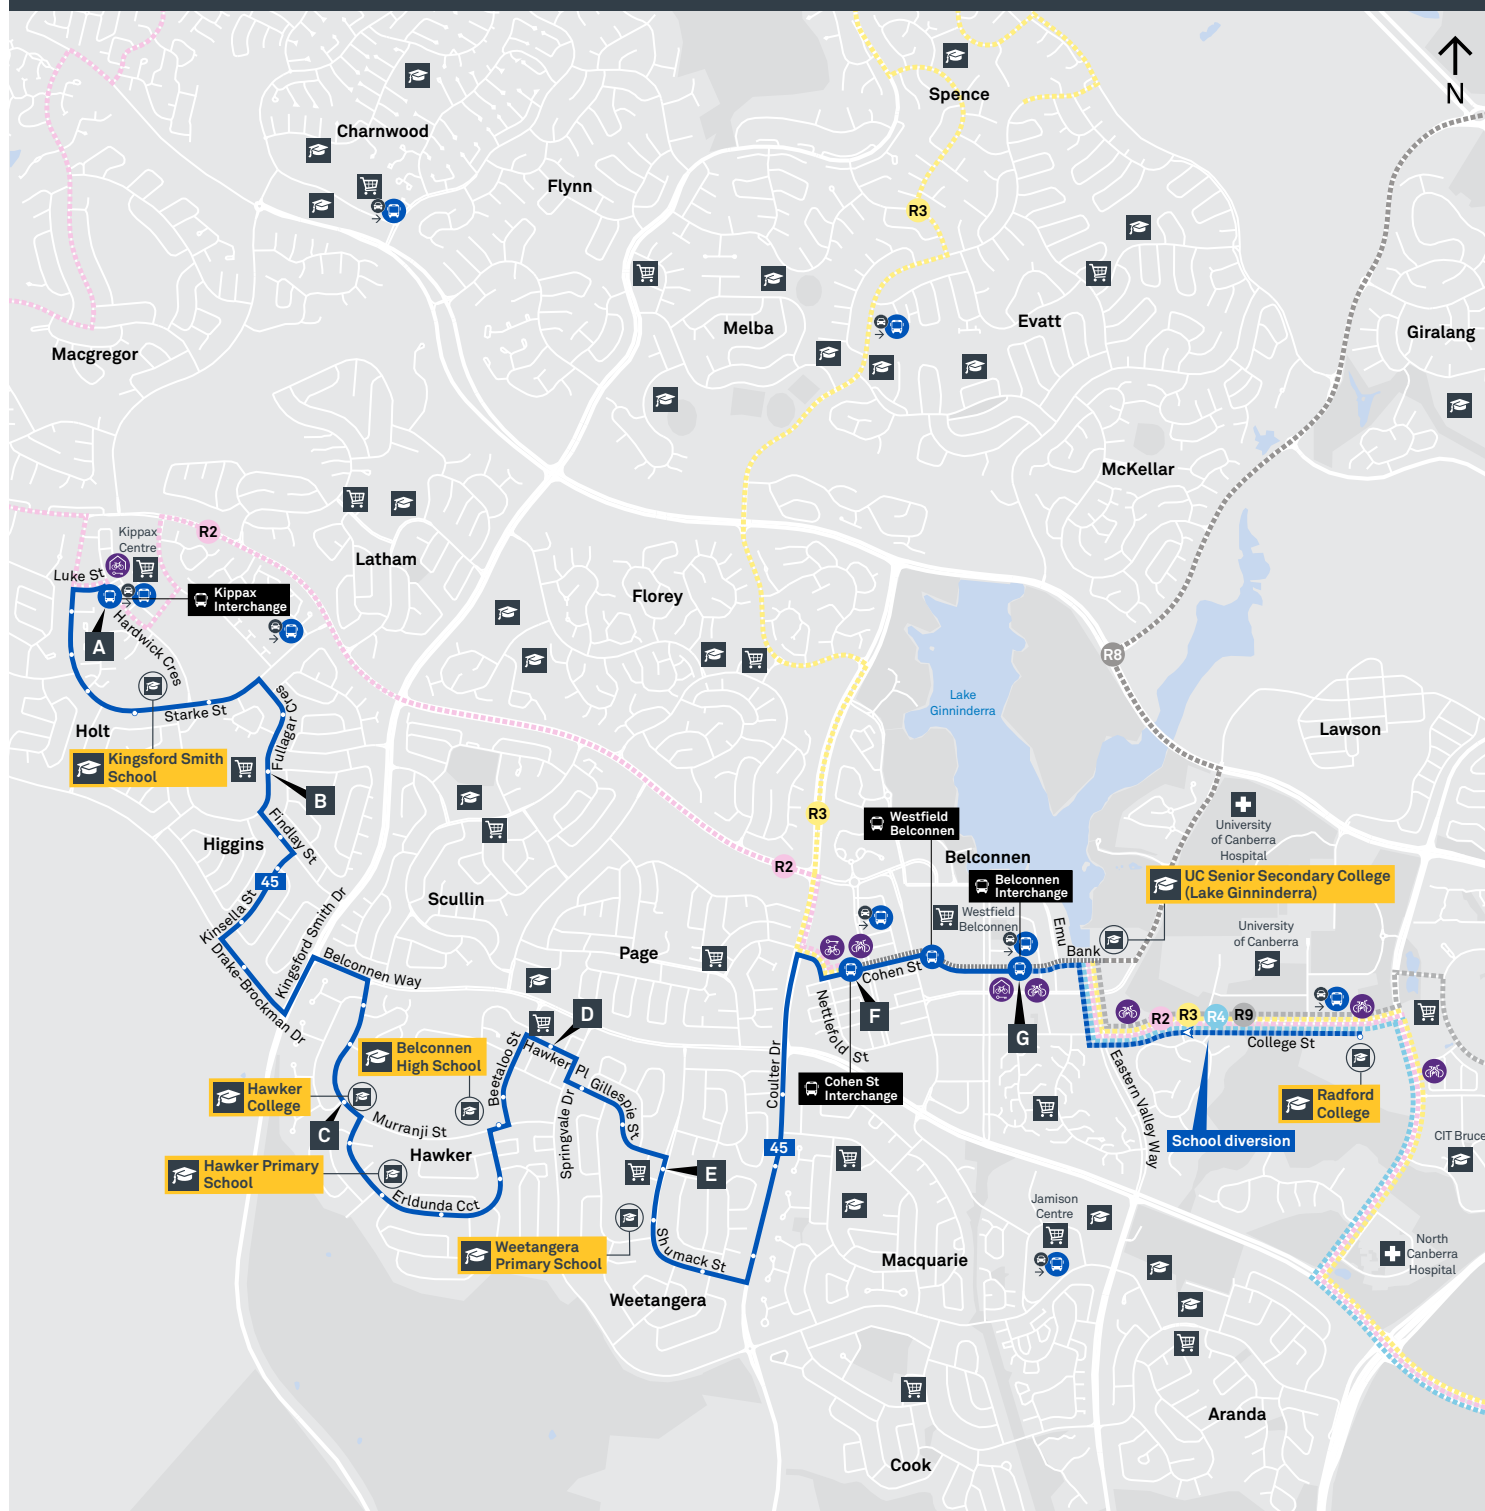 N
Spence
Charnwood
Flynn
R3
Melba
Evatt
Giralang
Macgregor
McKellar
Kippax
Centre
R2
Latham
Luke St
Kippax
Interchange
Florey
Hardwick Cres
A
R8
Lake
Ginninderra
Starke St
Fullagar Cres
Holt
Lawson
Kingsford Smith
School
B
R3
Westfield
Belconnen
University
of Canberra
Hospital
Findlay St
Higgins
R2
Belconnen
UC Senior Secondary College
(Lake Ginninderra)
45
Belconnen
Interchange
Scullin
Kinsella St
Westfield
Belconnen
Emu
Bank
University
of Canberra
Kingsford Smith Dr
Drake-Brockman Dr
Page
Belconnen Way
Cohen St
Nettlefold St
F
D
G
R2
R3
R4
R9
College St
Hawker Pl
Beetaloo St
Belconnen
High School
Gillespie St
Coulter Dr
Cohen St
Interchange
Eastern Valley Way
Hawker
College
Springvale Dr
Radford
College
C
Murranji St
School diversion
CIT Bruce
Hawker
45
Hawker Primary
School
E
Erldunda Cct
Jamison
Centre
Shumack St
Weetangera
Primary School
Macquarie
North
Canberra
Hospital
Weetangera
Aranda
Cook